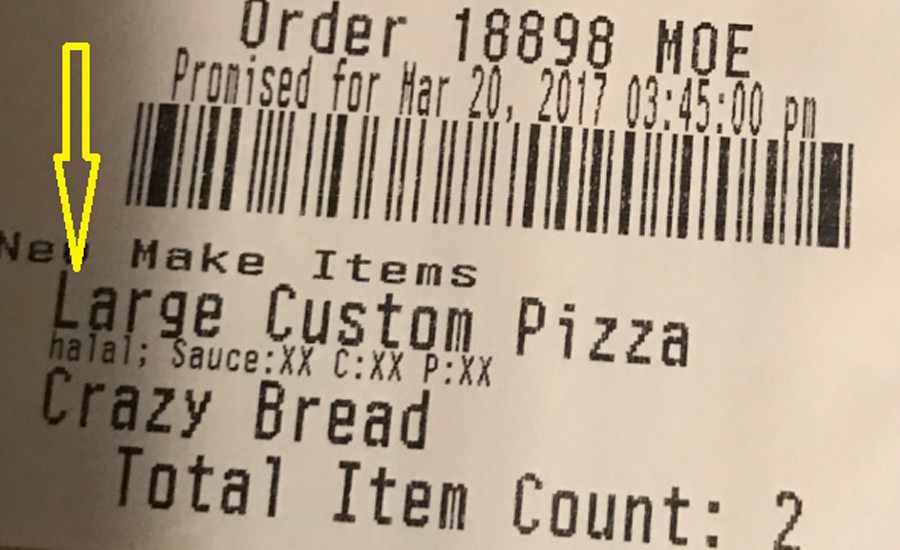 Order 18898 MOE
Promised for Mar 20, 2017 03:45:00 pm
New Make Items
Large Custom Pizza
halal; Sauce:XX C:XX P:XX
Crazy Bread
Total Item Count: 2